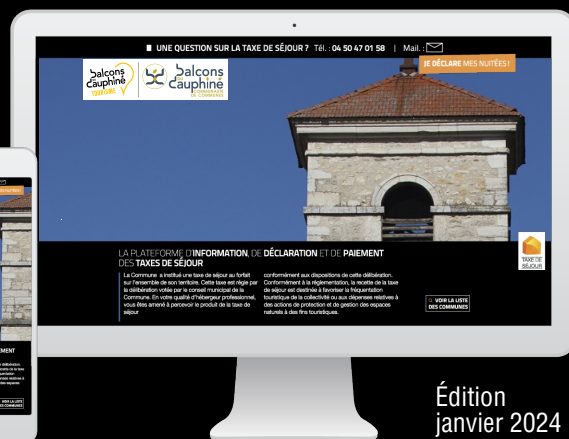 UNE QUESTION SUR LA TAXE DE SÉJOUR ? Tél. : 04 50 47 01 58 | Mail. :
JE DÉCLARE MES NUITÉES !
Balcons
DU
Dauphiné
TOURISME
Balcons
DU
Dauphiné
COMMUNAUTÉ
DE COMMUNES
LA PLATEFORME D'INFORMATION, DE DÉCLARATION ET DE PAIEMENT
DES TAXES DE SÉJOUR
La Commune a institué une taxe de séjour au forfait
sur l'ensemble de son territoire. Cette taxe est régie par
la délibération votée par le conseil municipal de la
Commune. En votre qualité d'hébergeur professionnel,
vous êtes amené à percevoir le produit de la taxe de
séjour
conformément aux dispositions de cette délibération.
Conformément à la réglementation, la recette de la taxe
de séjour est destinée à favoriser la fréquentation
touristique de la collectivité ou aux dépenses relatives à
des actions de protection et de gestion des espaces
naturels à des fins touristiques.
TAXE DE
SÉJOUR
VOIR LA LISTE
DES COMMUNES
Édition
janvier 2024